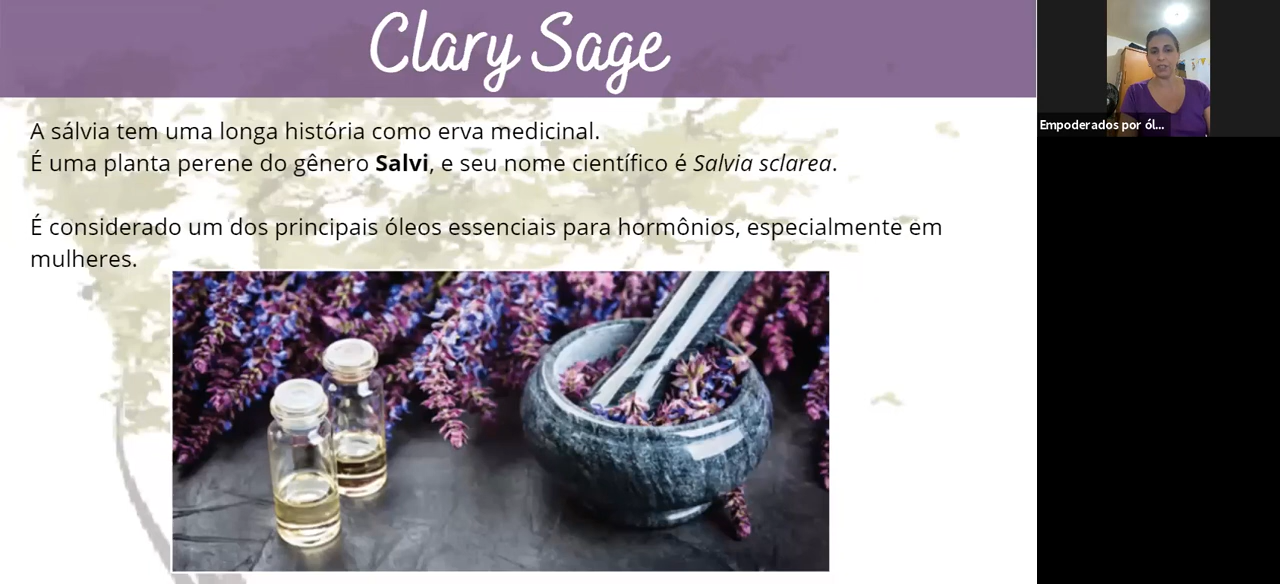 Clary Sage
A sálvia tem uma longa história como erva medicinal.
É uma planta perene do gênero Salvi, e seu nome científico é Salvia sclarea.
É considerado um dos principais óleos essenciais para hormônios, especialmente em
mulheres.
Empoderados por ól...